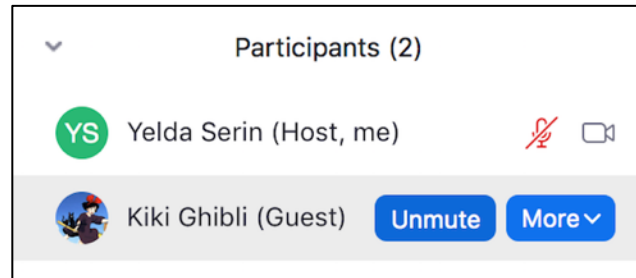 Participants (2)
YS Yelda Serin (Host, me)
Kiki Ghibli (Guest) Unmute More